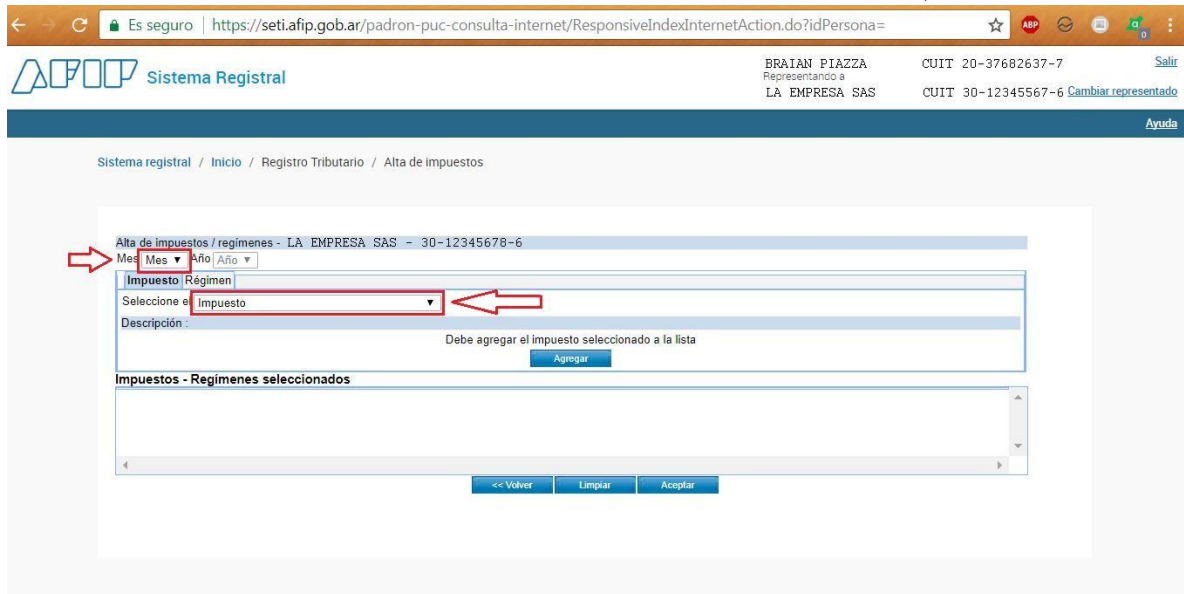 Es seguro | https://seti.afip.gob.ar/padron-puc-consulta-internet/ResponsiveIndexInternetAction.do?idPersona=
ABP
0
AFIP Sistema Registral
BRAIAN PIAZZA CUIT 20-37682637-7 Salir
Representando a
LA EMPRESA SAS CUIT 30-12345567-6 Cambiar representado
Ayuda
Sistema registral / Inicio / Registro Tributario / Alta de impuestos
Alta de impuestos / regímenes - LA EMPRESA SAS - 30-12345678-6
Mes Mes Año Año
Impuesto Régimen
Seleccione el Impuesto
Descripción :
Debe agregar el impuesto seleccionado a la lista
Agregar
Impuestos - Regímenes seleccionados
<< Volver Limpiar Aceptar